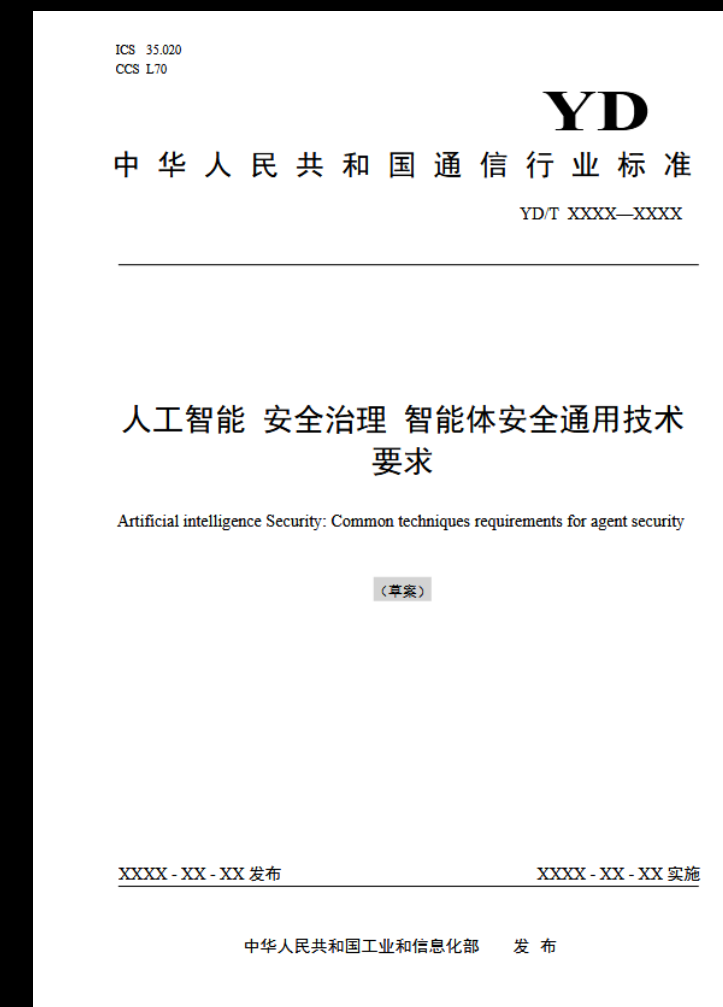 ICS 35.020
CCS L70
YD
中华人民共和国通信行业标准
YD/T XXXX—XXXX
人工智能 安全治理 智能体安全通用技术
要求
Artificial intelligence Security: Common techniques requirements for agent security
（草案）
XXXX - XX - XX 发布 XXXX - XX - XX 实施
中华人民共和国工业和信息化部 发 布